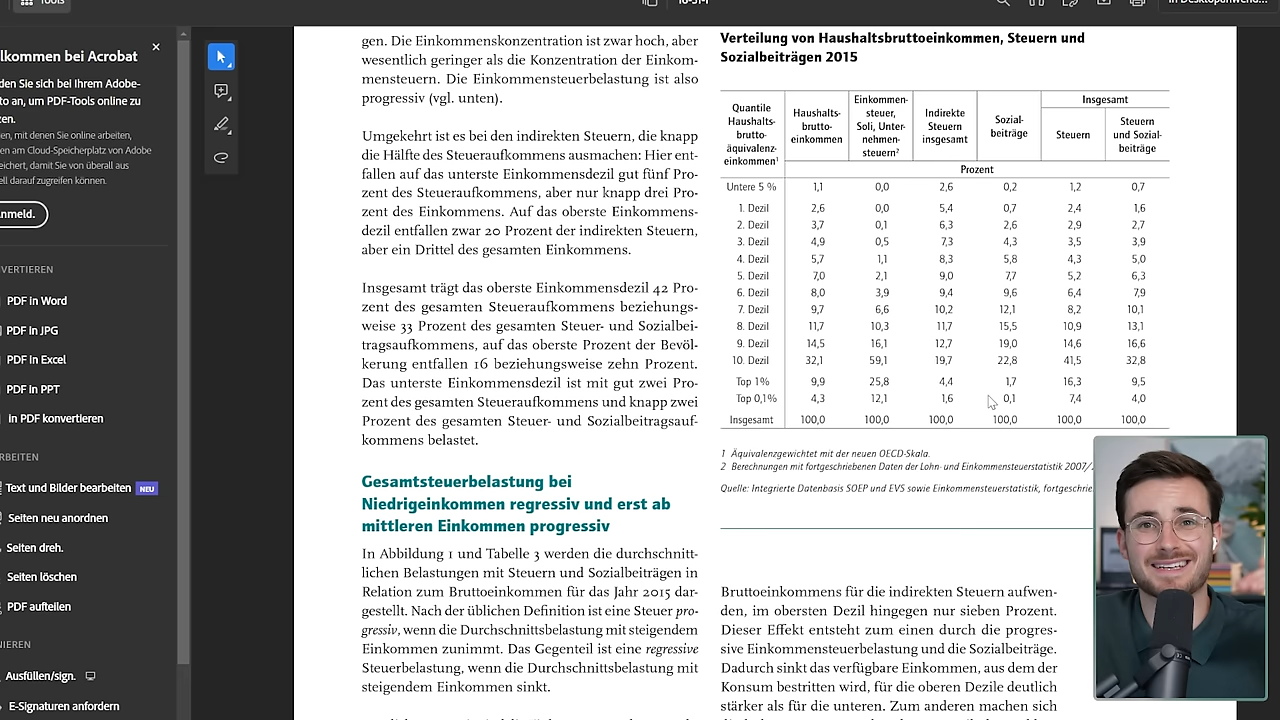 Tools
lkommen bei Acrobat
den Sie sich bei Ihrem Adobe-
to an, um PDF-Tools online zu
zen.
en, mit denen Sie online arbeiten,
en am Cloud-Speicherplatz von Adobe
eichert, damit Sie von überall aus
ell darauf zugreifen können.
nmeld.
VERTIEREN
PDF in Word
PDF in JPG
PDF in Excel
PDF in PPT
In PDF konvertieren
RBEITEN
Text und Bilder bearbeiten NEU
Seiten neu anordnen
Seiten dreh.
Seiten löschen
PDF aufteilen
NIEREN
Ausfüllen/sign.
E-Signaturen anfordern
gen. Die Einkommenskonzentration ist zwar hoch, aber
wesentlich geringer als die Konzentration der Einkom-
mensteuern. Die Einkommensteuerbelastung ist also
progressiv (vgl. unten).
Umgekehrt ist es bei den indirekten Steuern, die knapp
die Hälfte des Steueraufkommens ausmachen: Hier ent-
fallen auf das unterste Einkommensdezil gut fünf Pro-
zent des Steueraufkommens, aber nur knapp drei Pro-
zent des Einkommens. Auf das oberste Einkommens-
dezil entfallen zwar 20 Prozent der indirekten Steuern,
aber ein Drittel des gesamten Einkommens.
Insgesamt trägt das oberste Einkommensdezil 42 Pro-
zent des gesamten Steueraufkommens beziehungs-
weise 33 Prozent des gesamten Steuer- und Sozialbei-
tragsaufkommens, auf das oberste Prozent der Bevöl-
kerung entfallen 16 beziehungsweise zehn Prozent.
Das unterste Einkommensdezil ist mit gut zwei Pro-
zent des gesamten Steueraufkommens und knapp zwei
Prozent des gesamten Steuer- und Sozialbeitragsauf-
kommens belastet.
Gesamtsteuerbelastung bei
Niedrigeinkommen regressiv und erst ab
mittleren Einkommen progressiv
In Abbildung 1 und Tabelle 3 werden die durchschnitt-
lichen Belastungen mit Steuern und Sozialbeiträgen in
Relation zum Bruttoeinkommen für das Jahr 2015 dar-
gestellt. Nach der üblichen Definition ist eine Steuer pro-
gressiv, wenn die Durchschnittsbelastung mit steigendem
Einkommen zunimmt. Das Gegenteil ist eine regressive
Steuerbelastung, wenn die Durchschnittsbelastung mit
steigendem Einkommen sinkt.
Verteilung von Haushaltsbruttoeinkommen, Steuern und
Sozialbeiträgen 2015
Quantile Haushalts-brutto-äquivalenz-einkommen¹ Haushalts-brutto-einkommen Einkommen-steuer, Soli, Unter-nehmen-steuern² Indirekte Steuern insgesamt Sozial-beiträge Insgesamt
Steuern Steuern und Sozial-beiträge
Prozent
Untere 5 % 1,1 0,0 2,6 0,2 1,2 0,7
1. Dezil 2,6 0,0 5,4 0,7 2,4 1,6
2. Dezil 3,7 0,1 6,3 2,6 2,9 2,7
3. Dezil 4,9 0,5 7,3 4,3 3,5 3,9
4. Dezil 5,7 1,1 8,3 5,8 4,3 5,0
5. Dezil 7,0 2,1 9,0 7,7 5,2 6,3
6. Dezil 8,0 3,9 9,4 9,6 6,4 7,9
7. Dezil 9,7 6,6 10,2 12,1 8,2 10,1
8. Dezil 11,7 10,3 11,7 15,5 10,9 13,1
9. Dezil 14,5 16,1 12,7 19,0 14,6 16,6
10. Dezil 32,1 59,1 19,7 22,8 41,5 32,8
Top 1% 9,9 25,8 4,4 1,7 16,3 9,5
Top 0,1% 4,3 12,1 1,6 0,1 7,4 4,0
Insgesamt 100,0 100,0 100,0 100,0 100,0 100,0
1 Äquivalenzgewichtet mit der neuen OECD-Skala.
2 Berechnungen mit fortgeschriebenen Daten der Lohn- und Einkommensteuerstatistik 2007/
Quelle: Integrierte Datenbasis SOEP und EVS sowie Einkommensteuerstatistik, fortgeschrie
Bruttoeinkommens für die indirekten Steuern aufwen-
den, im obersten Dezil hingegen nur sieben Prozent.
Dieser Effekt entsteht zum einen durch die progres-
sive Einkommensteuerbelastung und die Sozialbeiträge.
Dadurch sinkt das verfügbare Einkommen, aus dem der
Konsum bestritten wird, für die oberen Dezile deutlich
stärker als für die unteren. Zum anderen machen sich